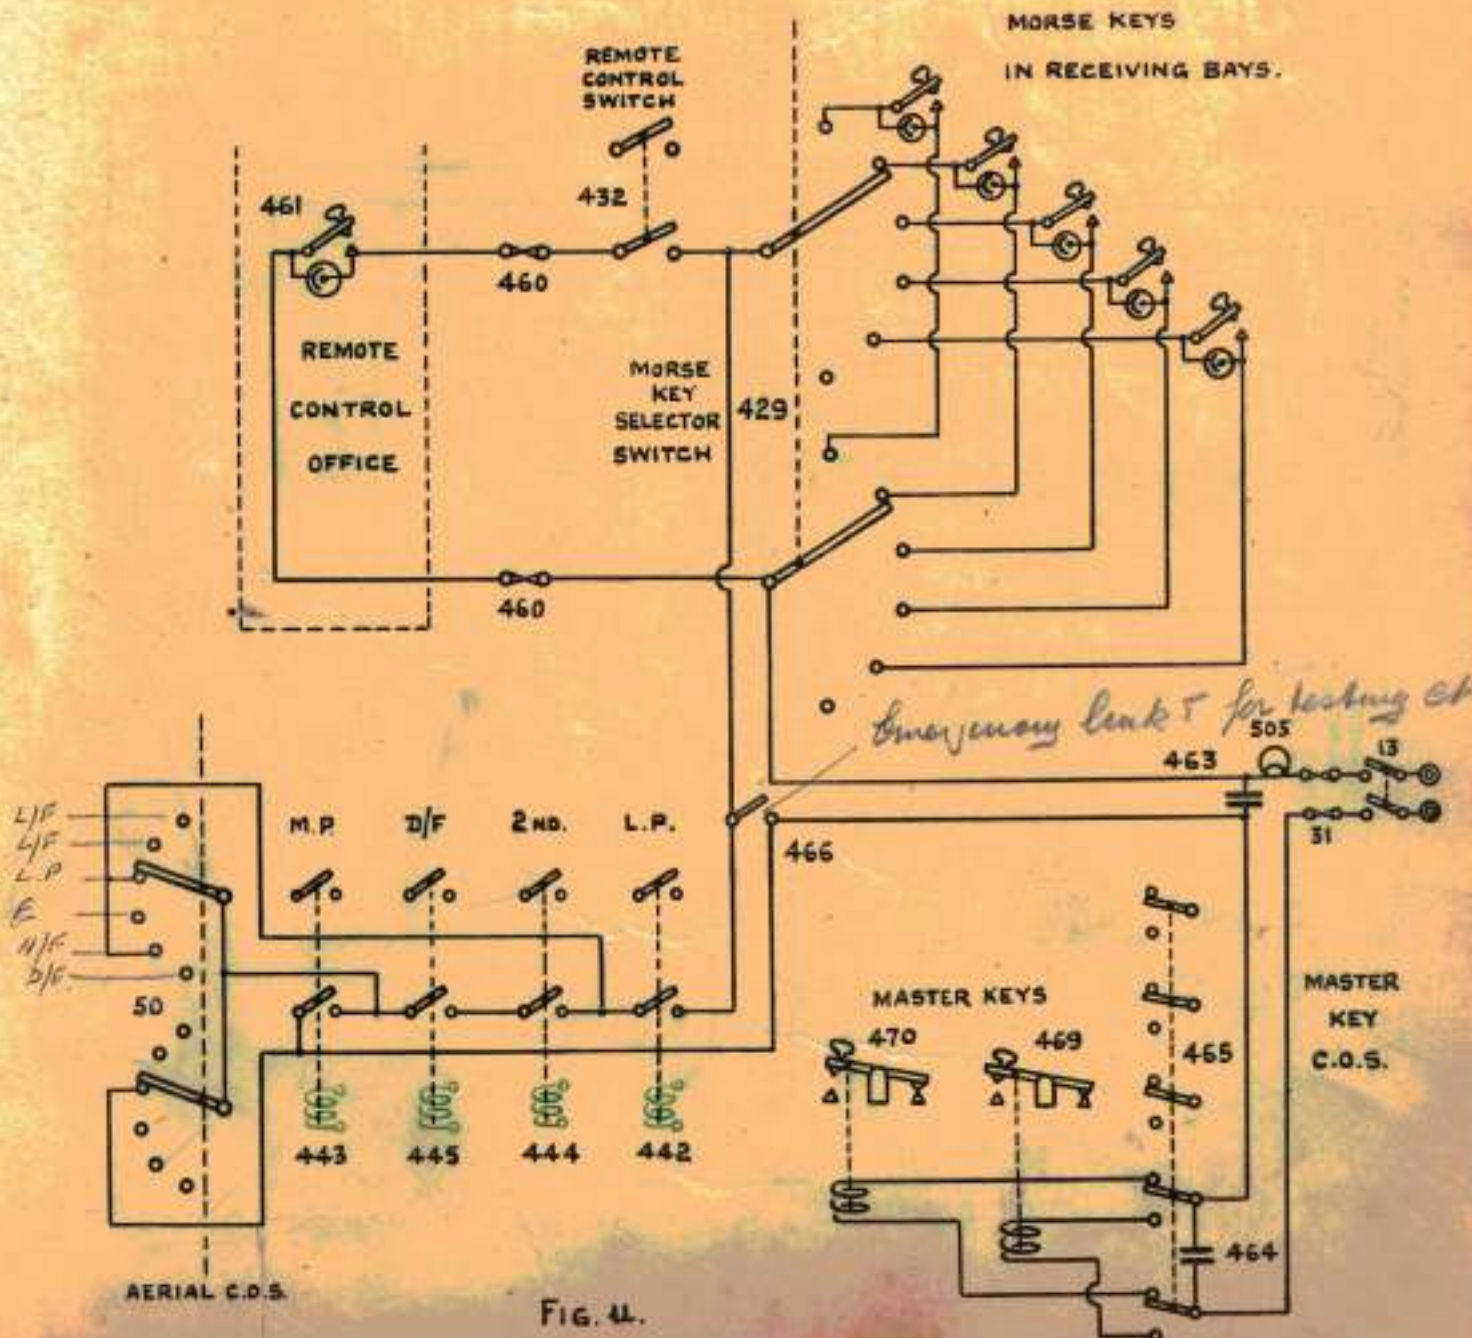 MORSE KEYS
IN RECEIVING BAYS.
REMOTE
CONTROL
SWITCH
461
432
460
REMOTE
CONTROL
OFFICE
MORSE
KEY
SELECTOR
SWITCH
429
460
Emergency link for testing
505
463
13
31
466
L/F
L/F
L.P
E
D/F
M.P.
D/F
2ND.
L.P.
50
443
445
444
442
AERIAL C.O.S.
MASTER KEYS
470
469
465
MASTER
KEY
C.O.S.
464
FIG. 11.